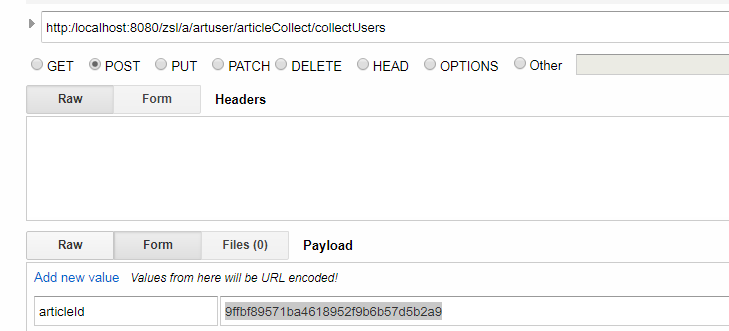 http:/localhost:8080/zsl/a/artuser/articleCollect/collectUsers
GET POST PUT PATCH DELETE HEAD OPTIONS Other
Raw Form Headers
Raw Form Files (0) Payload
Add new value Values from here will be URL encoded!
articleId 9ffbf89571ba4618952f9b6b57d5b2a9